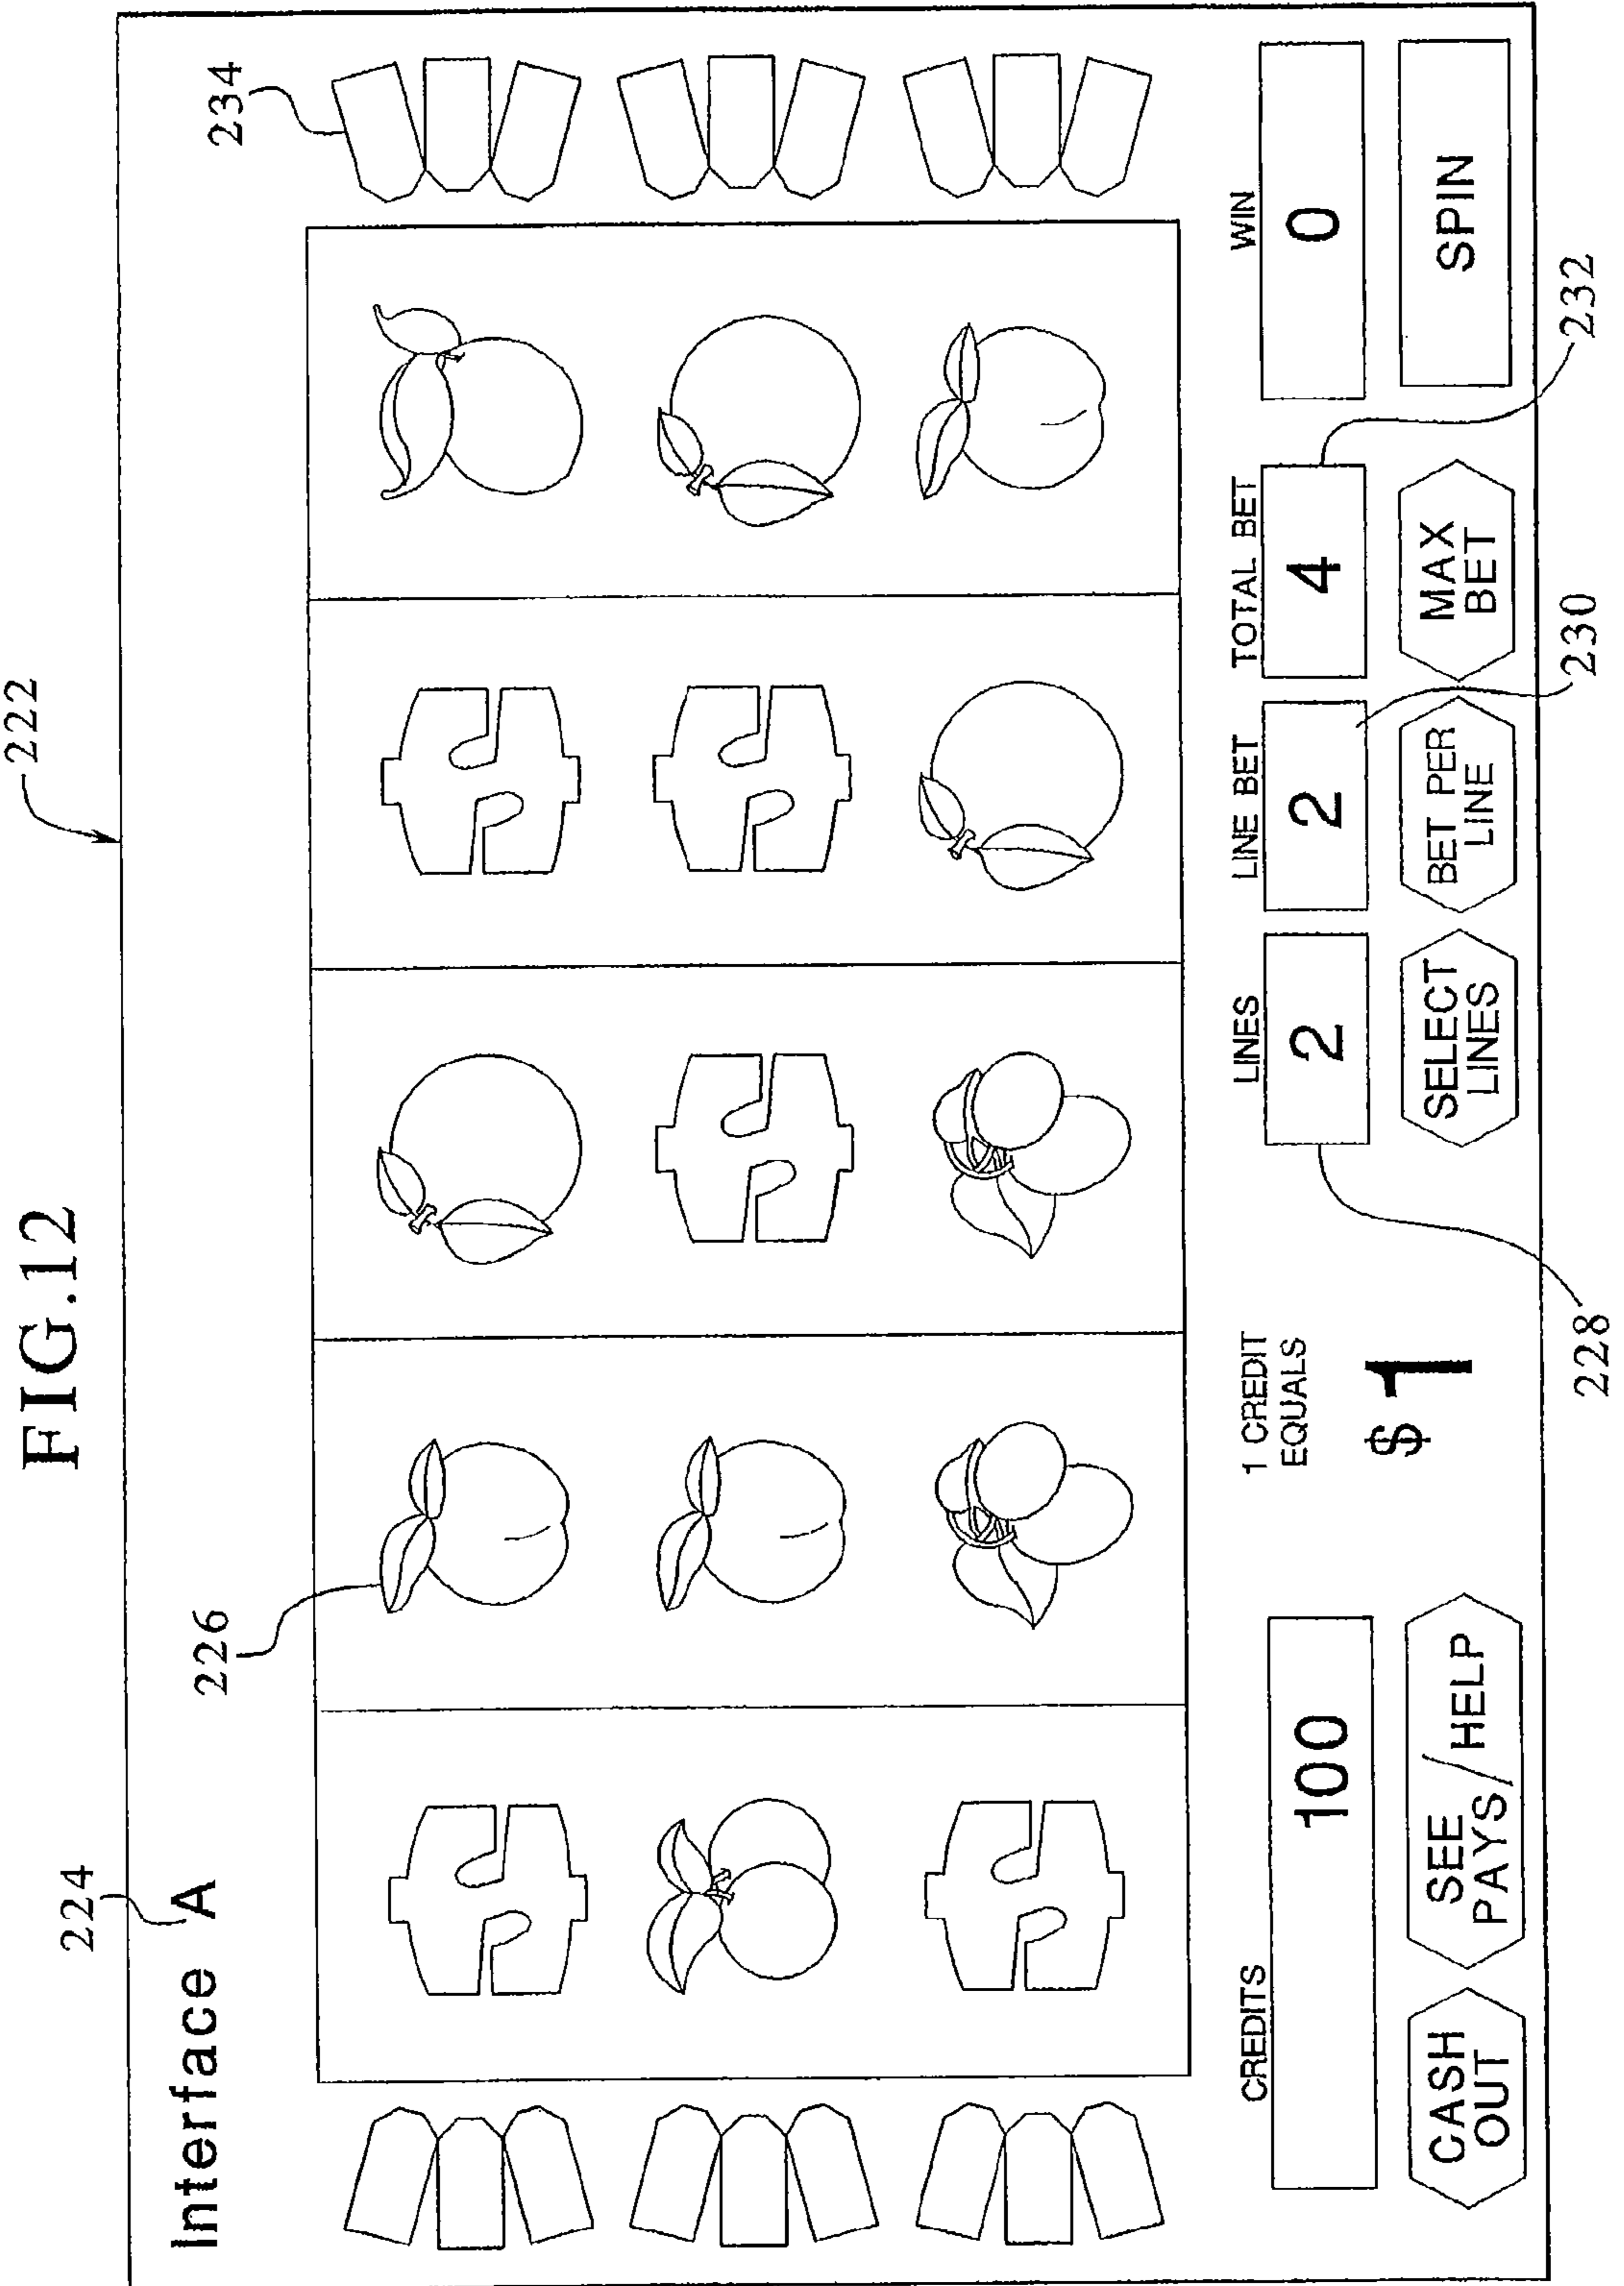 FIG.12
222
224
Interface A
226
234
CREDITS
100
1 CREDIT
EQUALS
$1
LINES
2
LINE BET
2
TOTAL BET
4
WIN
0
CASH
OUT
SEE
PAYS/HELP
SELECT
LINES
BET PER
LINE
MAX
BET
SPIN
228
230
232